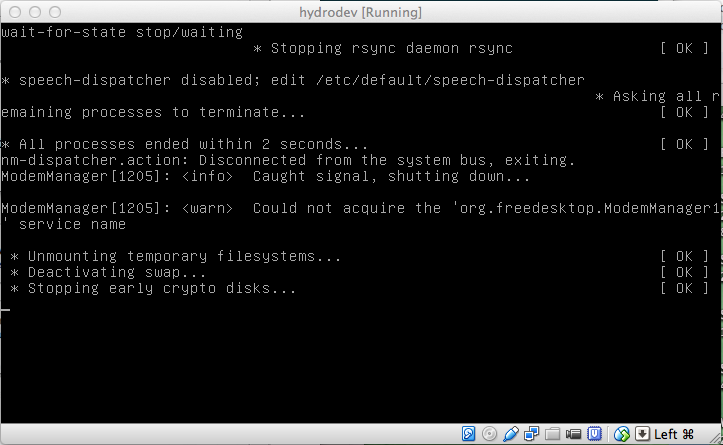 hydrodev [Running]
wait-for-state stop/waiting
* Stopping rsync daemon rsync [ OK ]
* speech-dispatcher disabled; edit /etc/default/speech-dispatcher
* Asking all r
emaining processes to terminate... [ OK ]
* All processes ended within 2 seconds... [ OK ]
nm-dispatcher.action: Disconnected from the system bus, exiting.
ModemManager[1205]: <info>  Caught signal, shutting down...
ModemManager[1205]: <warn>  Could not acquire the 'org.freedesktop.ModemManager1
' service name
* Unmounting temporary filesystems... [ OK ]
* Deactivating swap... [ OK ]
* Stopping early crypto disks... [ OK ]
Left ⌘